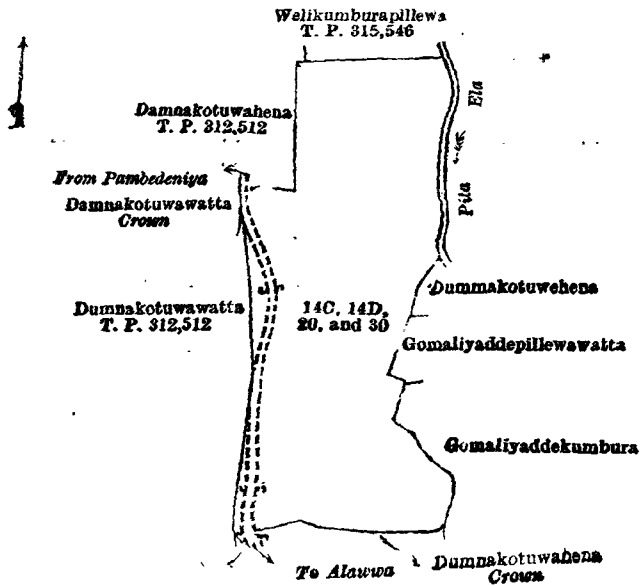 Welikumburapillewa
T. P. 315,546
Ela
Pita
Damnakotuwahena
T. P. 312,512
From Pambedeniya
Damnakotuwawatta
Crown
Dummakotuwehena
Dumnakotuwawatta
T. P. 312,512
14C, 14D,
20, and 30
Gomaliyaddepillewawatta
Gomaliyaddekumbura
Dumnakotuwahena
Crown
To Alawwa